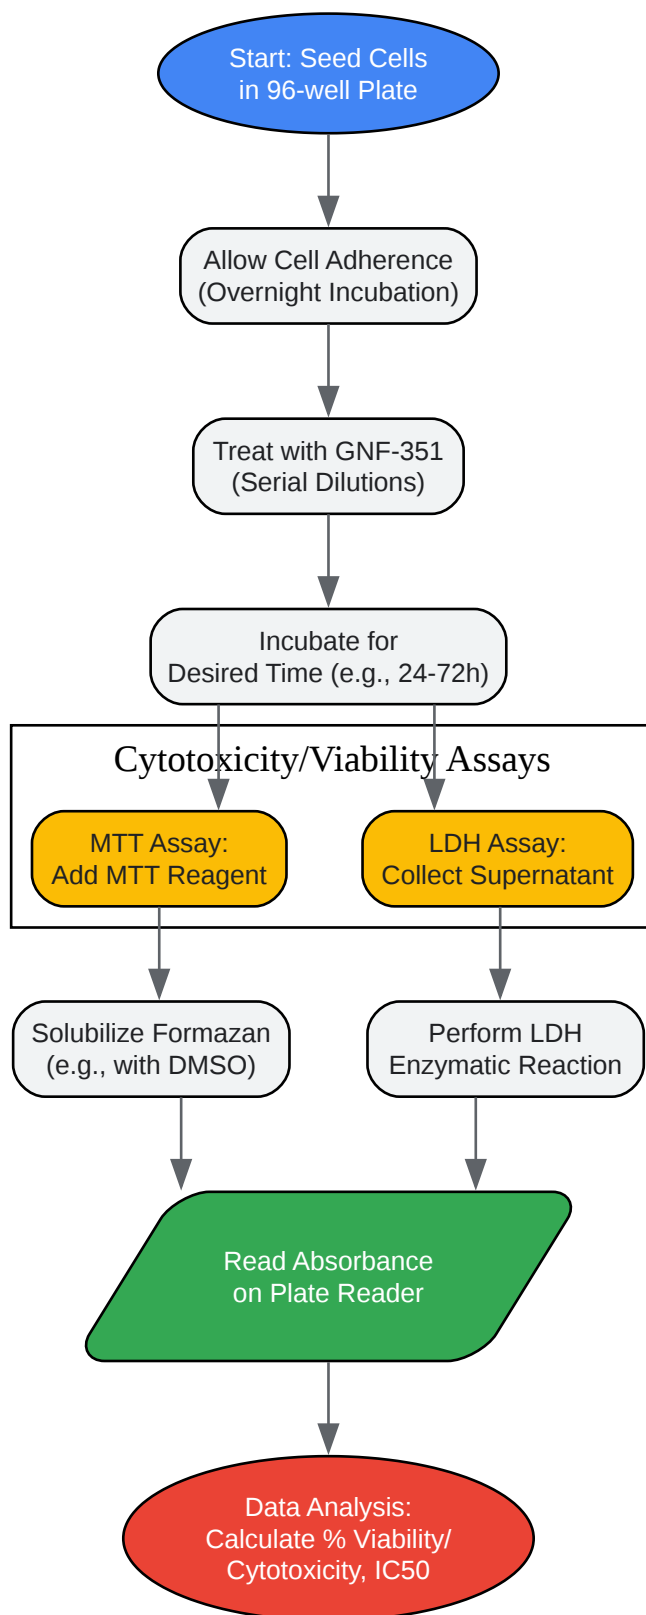 Start: Seed Cells
in 96-well Plate
Allow Cell Adherence
(Overnight Incubation)
Treat with GNF-351
(Serial Dilutions)
Incubate for
Desired Time (e.g., 24-72h)
Cytotoxicity/Viability Assays
MTT Assay:
Add MTT Reagent
LDH Assay:
Collect Supernatant
Solubilize Formazan
(e.g., with DMSO)
Perform LDH
Enzymatic Reaction
Read Absorbance
on Plate Reader
Data Analysis:
Calculate % Viability/
Cytotoxicity, IC50